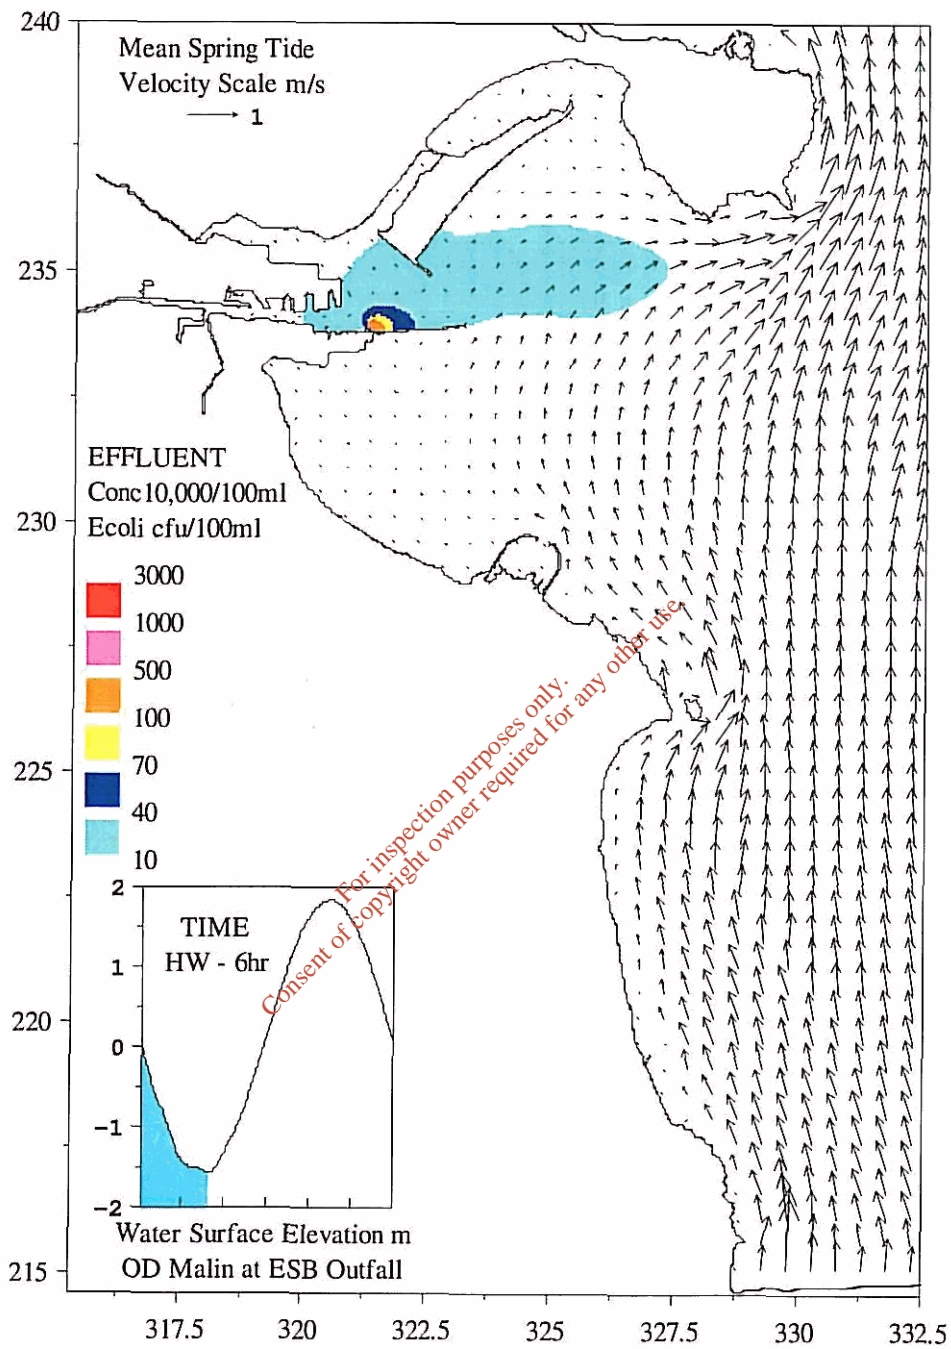 240
Mean Spring Tide
Velocity Scale m/s
1
235
EFFLUENT
Conc10,000/100ml
Ecoli cfu/100ml
230
3000
1000
500
100
70
40
10
225
For inspection purposes only.
Consent of copyright owner required for any other use.
2
TIME
HW - 6hr
1
0
-1
-2
220
Water Surface Elevation m
OD Malin at ESB Outfall
215
317.5 320 322.5 325 327.5 330 332.5